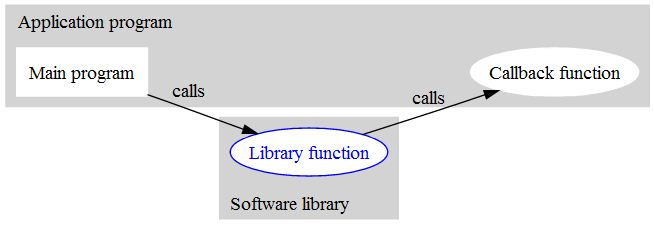 Application program
Main program
Callback function
calls
calls
Library function
Software library